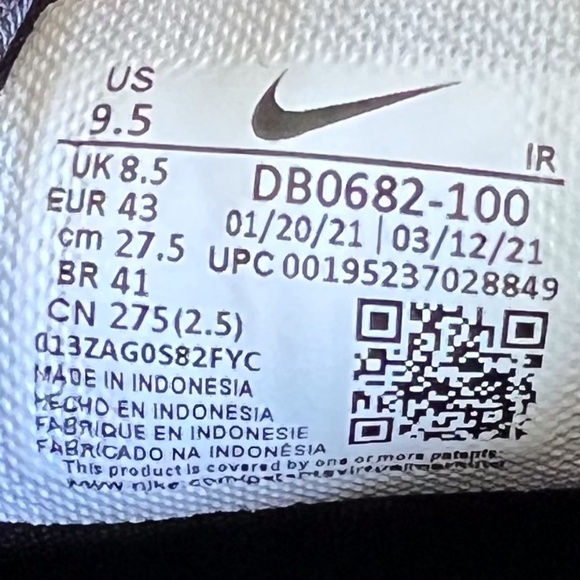 US
9.5
IR
UK 8.5
EUR 43
cm 27.5
BR 41
CN 275(2.5)
DB0682-100
01/20/21 | 03/12/21
UPC 00195237028849
013ZAG0S82FYC
MADE IN INDONESIA
HECHO EN INDONESIA
FABRIQUE EN INDONESIE
FABRICADO NA INDONÉSIA
This product is covered by one or more patents.